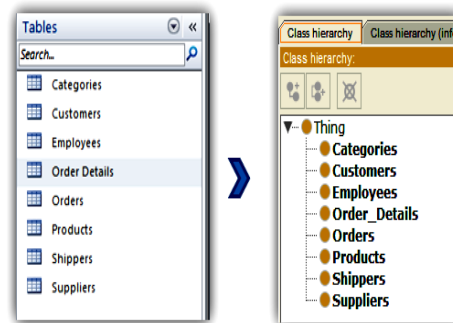 Tables
Search...
Categories
Customers
Employees
Order Details
Orders
Products
Shippers
Suppliers
Class hierarchy
Class hierarchy (inf
Class hierarchy:
Thing
Categories
Customers
Employees
Order_Details
Orders
Products
Shippers
Suppliers